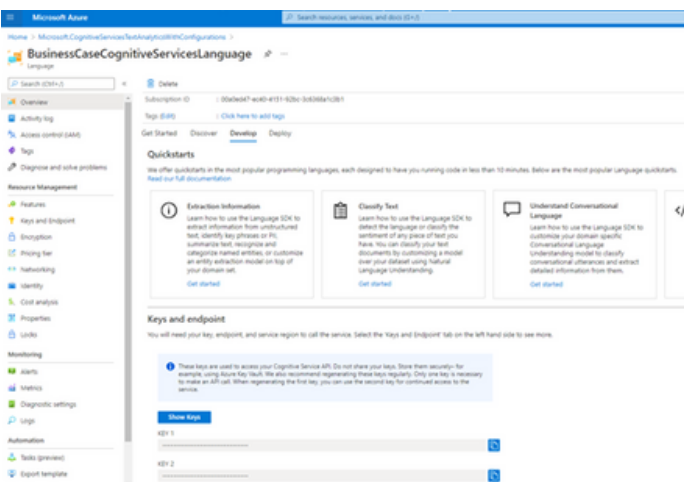 Microsoft Azure
Search resources, services, and docs (G+/)
Home > Microsoft.CognitiveServicesTextAnalyticsWithConfigurations >
BusinessCaseCognitiveServicesLanguage
Language
Search (Ctrl+/)
Delete
Overview
Activity log
Access control (IAM)
Tags
Diagnose and solve problems
Resource Management
Features
Keys and Endpoint
Encryption
Pricing tier
Networking
Identity
Cost analysis
Properties
Locks
Monitoring
Alerts
Metrics
Diagnostic settings
Logs
Automation
Tasks (preview)
Export template
Subscription ID :
Tags (Edit) : Click here to add tags
Get Started Discover Develop Deploy
Quickstarts
We offer quickstarts in the most popular programming languages, each designed to have you running code in less than 10 minutes. Below are the most popular Language quickstarts.
Read our full documentation
Extraction Information
Learn how to use the Language SDK to
extract information from unstructured
text, identify key phrases or PII,
summarize text, recognize and
categorize named entities, or customize
an entity extraction model on top of
your domain set.
Get started
Classify Text
Learn how to use the Language SDK to
detect the language or classify the
sentiment of any piece of text you
have. You can classify your text
documents by customizing a model
over your dataset using Natural
Language Understanding.
Get started
Understand Conversational
Language
Learn how to use the Language SDK to
customize your domain specific
Conversational Language
Understanding model to classify
conversational utterances and extract
detailed information from them.
Get started
Keys and endpoint
You will need your key, endpoint, and service region to call the service. Select the 'Keys and Endpoint' tab on the left hand side to see more.
These keys are used to access your Cognitive Service API. Do not share your keys. Store them securely– for
example, using Azure Key Vault. We also recommend regenerating these keys regularly. Only one key is necessary
to make an API call. When regenerating the first key, you can use the second key for continued access to the
service.
Show Keys
KEY 1
KEY 2